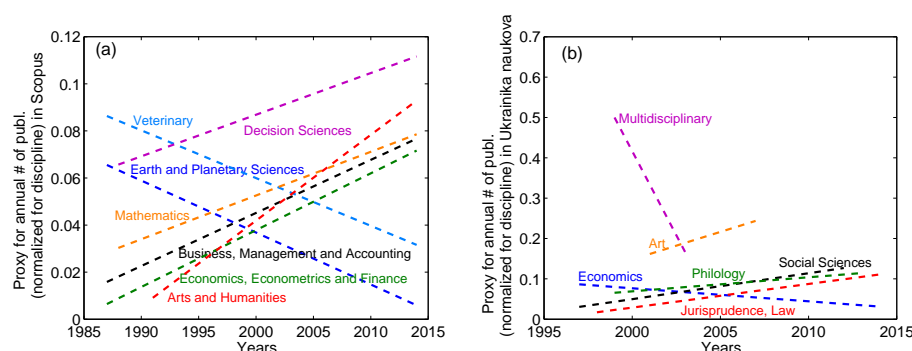 Proxy for annual # of publ.
(normalized for discipline) in Scopus
0.12
0.1
0.08
0.06
0.04
0.02
0
(a)
Veterinary
Decision Sciences
Earth and Planetary Sciences
Mathematics
Business, Management and Accounting
Economics, Econometrics and Finance
Arts and Humanities
1985 1990 1995 2000 2005 2010 2015
Years
Proxy for annual # of publ.
(normalized for discipline) in Ukrainika naukova
0.7
0.6
0.5
0.4
0.3
0.2
0.1
0
(b)
Multidisciplinary
Art
Social Sciences
Economics
Philology
Jurisprudence, Law
1995 2000 2005 2010 2015
Years